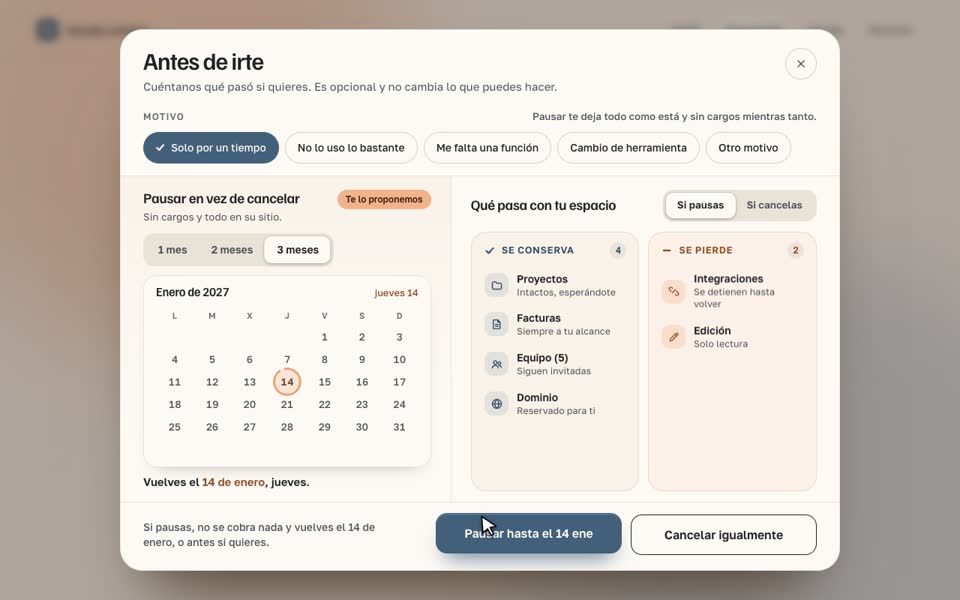 Antes de irte
Cuéntanos qué pasó si quieres. Es opcional y no cambia lo que puedes hacer.
MOTIVO
Pausar te deja todo como está y sin cargos mientras tanto.
Solo por un tiempo
No lo uso lo bastante
Me falta una función
Cambio de herramienta
Otro motivo
Pausar en vez de cancelar
Te lo proponemos
Sin cargos y todo en su sitio.
1 mes
2 meses
3 meses
Enero de 2027
jueves 14
L M X J V S D
1 2 3
4 5 6 7 8 9 10
11 12 13 14 15 16 17
18 19 20 21 22 23 24
25 26 27 28 29 30 31
Vuelves el 14 de enero, jueves.
Qué pasa con tu espacio
Si pausas
Si cancelas
SE CONSERVA 4
Proyectos
Intactos, esperándote
Facturas
Siempre a tu alcance
Equipo (5)
Siguen invitadas
Dominio
Reservado para ti
SE PIERDE 2
Integraciones
Se detienen hasta
volver
Edición
Solo lectura
Si pausas, no se cobra nada y vuelves el 14 de
enero, o antes si quieres.
Pausar hasta el 14 ene
Cancelar igualmente